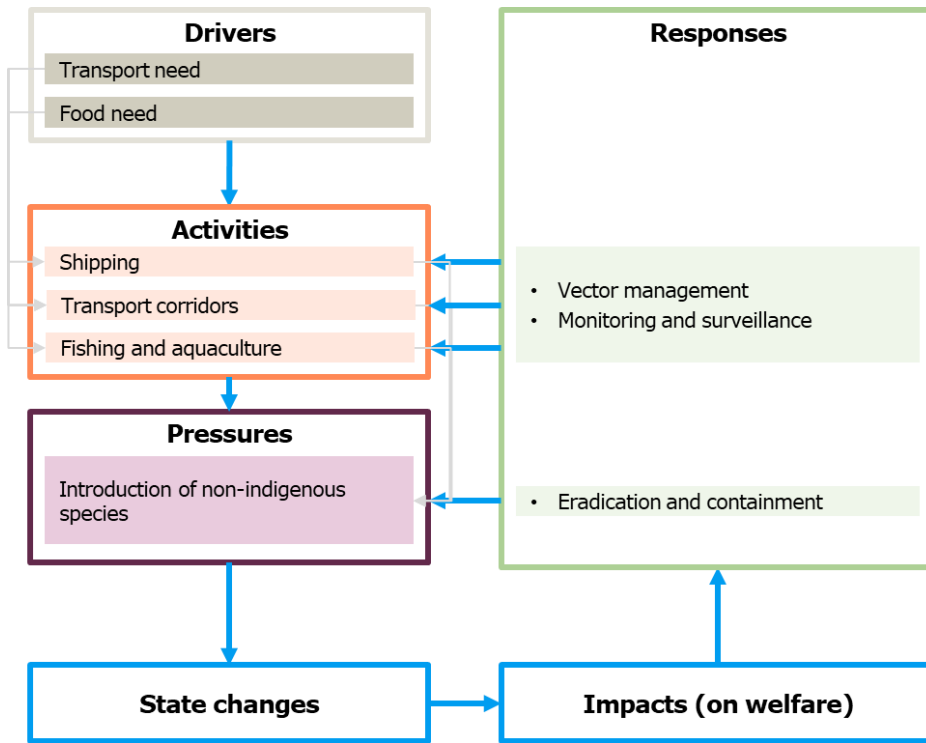 Drivers
Transport need
Food need
Activities
Shipping
Transport corridors
Fishing and aquaculture
Pressures
Introduction of non-indigenous
species
State changes
Responses
• Vector management
• Monitoring and surveillance
• Eradication and containment
Impacts (on welfare)